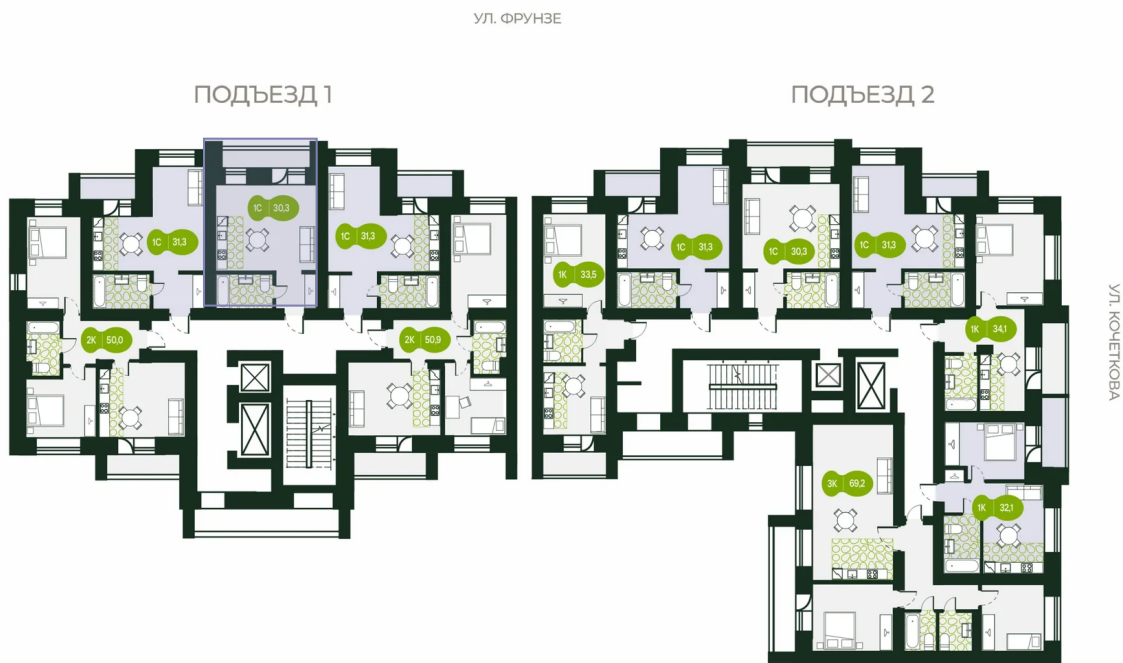 УЛ. ФРУНЗЕ
ПОДЪЕЗД 1
ПОДЪЕЗД 2
1С 31,3
1С 30,3
1С 31,3
2К 50,0
2К 50,9
1К 33,5
1С 31,3
1С 30,3
1С 31,3
1К 34,1
3К 69,2
1К 32,1
УЛ. КОЧЕТКОВА